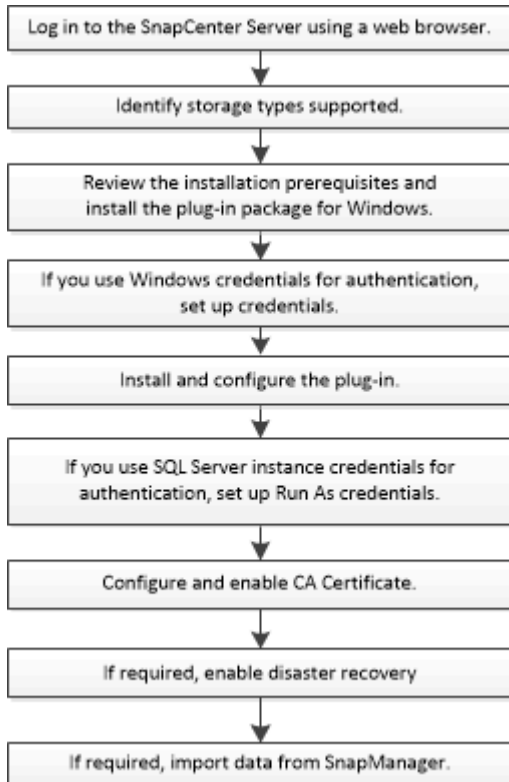 Log in to the SnapCenter Server using a web browser.
Identify storage types supported.
Review the installation prerequisites and
install the plug-in package for Windows.
If you use Windows credentials for authentication,
set up credentials.
Install and configure the plug-in.
If you use SQL Server instance credentials for
authentication, set up Run As credentials.
Configure and enable CA Certificate.
If required, enable disaster recovery
If required, import data from SnapManager.